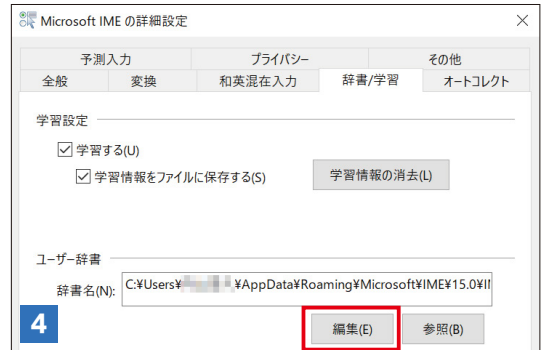 Microsoft IME の詳細設定
予測入力 プライバシー その他
全般 変換 和英混在入力 辞書/学習 オートコレクト
学習設定
学習する(U)
学習情報をファイルに保存する(S) 学習情報の消去(L)
ユーザー辞書
辞書名(N): C:¥Users¥ ¥AppData¥Roaming¥Microsoft¥IME¥15.0¥I
4 編集(E) 参照(B)